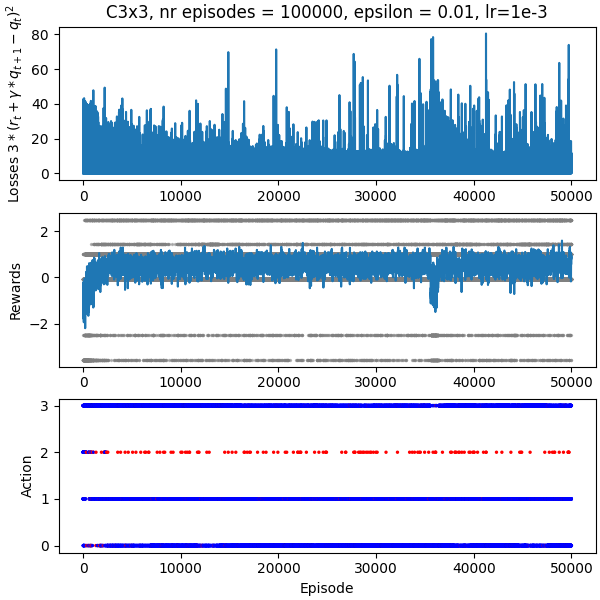 C3x3, nr episodes = 100000, epsilon = 0.01, lr=1e-3
Losses 3 * (r_t + γ * q_{t+1} − q_t)^2
80
60
40
20
0
0 10000 20000 30000 40000 50000
Rewards
2
0
−2
0 10000 20000 30000 40000 50000
Action
3
2
1
0
0 10000 20000 30000 40000 50000
Episode